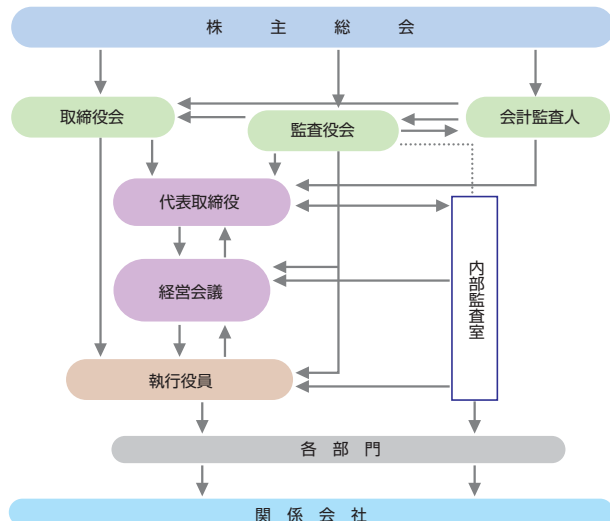 株主総会
取締役会
監査役会
会計監査人
代表取締役
経営会議
内部監査室
執行役員
各部門
関係会社